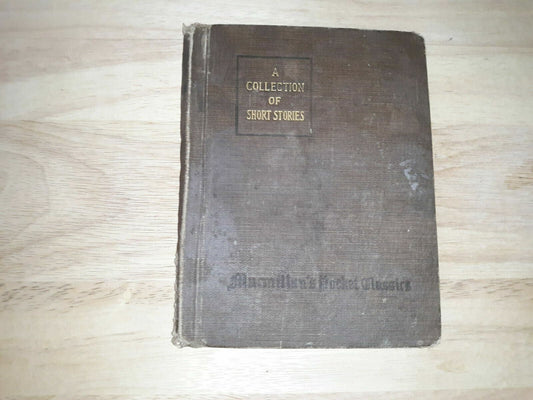 A
COLLECTION
OF
SHORT STORIES
Macmillan's Pocket Classics